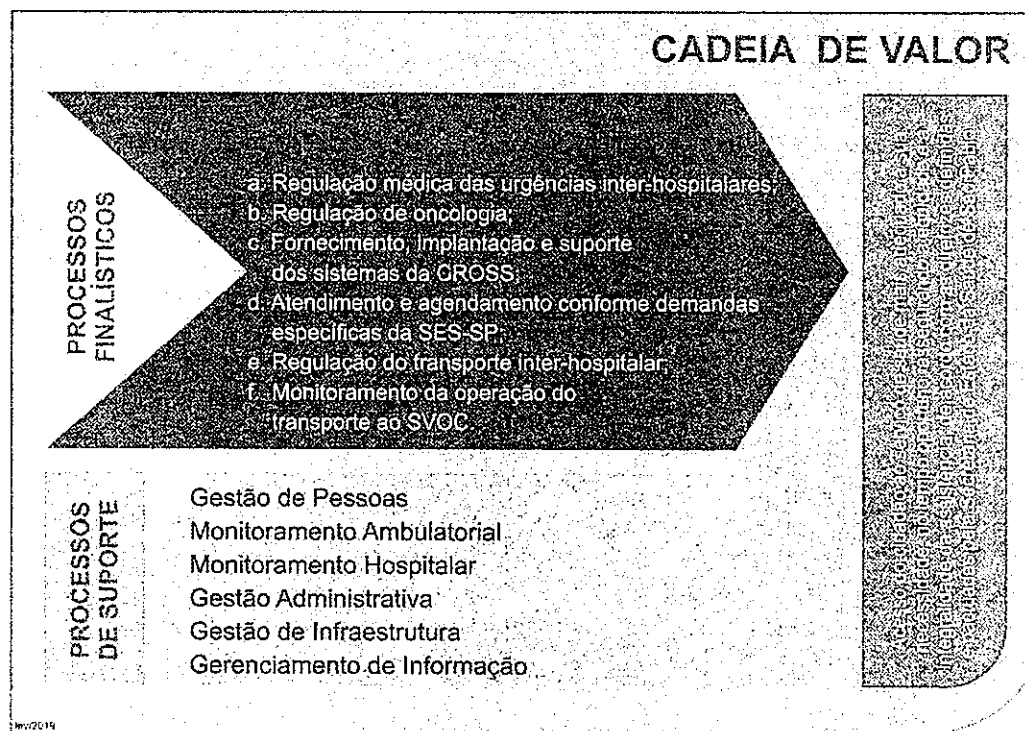 CADEIA DE VALOR
PROCESSOS
FINALÍSTICOS
a. Regulação médica das urgências inter-hospitalares;
b. Regulação de oncologia;
c. Fornecimento, implantação e suporte
dos sistemas da CROSS;
d. Atendimento e agendamento conforme demandas
específicas da SES-SP;
e. Regulação do transporte inter-hospitalar;
f. Monitoramento da operação do
transporte ao SVOC.
PROCESSOS
DE SUPORTE
Gestão de Pessoas
Monitoramento Ambulatorial
Monitoramento Hospitalar
Gestão Administrativa
Gestão de Infraestrutura
Gerenciamento de Informação